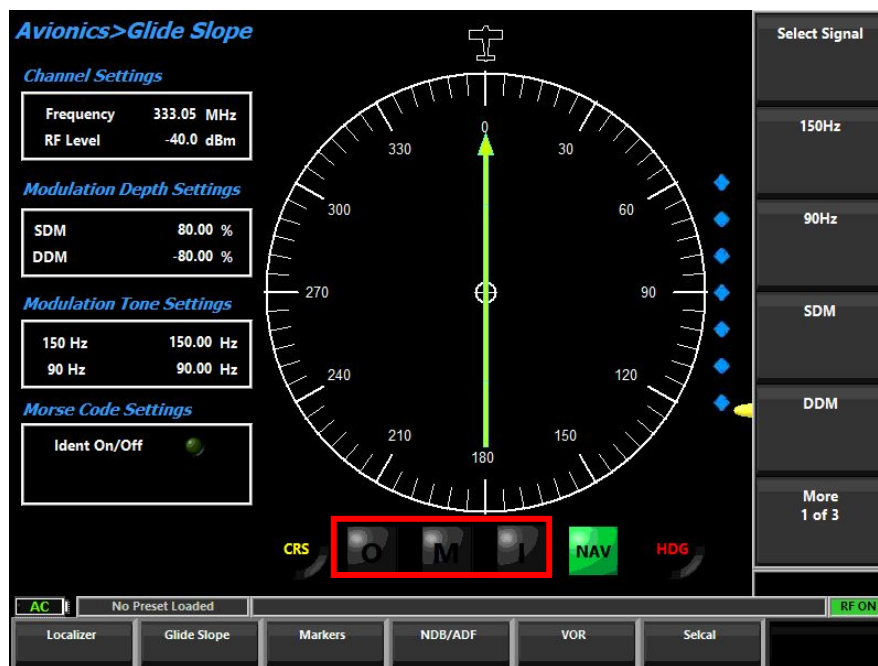 Avionics>Glide Slope
Channel Settings
Frequency 333.05 MHz
RF Level -40.0 dBm
Modulation Depth Settings
SDM 80.00 %
DDM -80.00 %
Modulation Tone Settings
150 Hz 150.00 Hz
90 Hz 90.00 Hz
Morse Code Settings
Ident On/Off
0
30
60
90
120
150
180
210
240
270
300
330
CRS O M I NAV HDG
Select Signal
150Hz
90Hz
SDM
DDM
More
1 of 3
AC No Preset Loaded RF ON
Localizer Glide Slope Markers NDB/ADF VOR Selcal